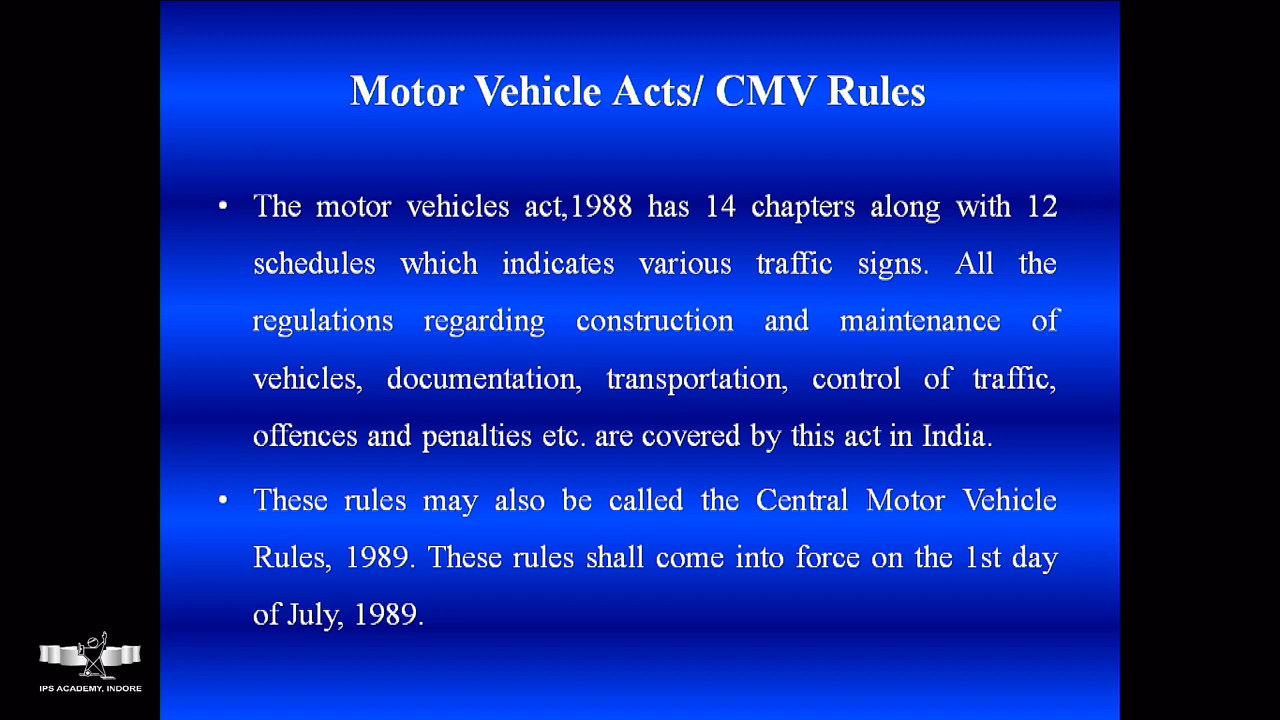 Motor Vehicle Acts/ CMV Rules
• The motor vehicles act,1988 has 14 chapters along with 12
schedules which indicates various traffic signs. All the
regulations regarding construction and maintenance of
vehicles, documentation, transportation, control of traffic,
offences and penalties etc. are covered by this act in India.
• These rules may also be called the Central Motor Vehicle
Rules, 1989. These rules shall come into force on the 1st day
of July, 1989.
IPS ACADEMY, INDORE